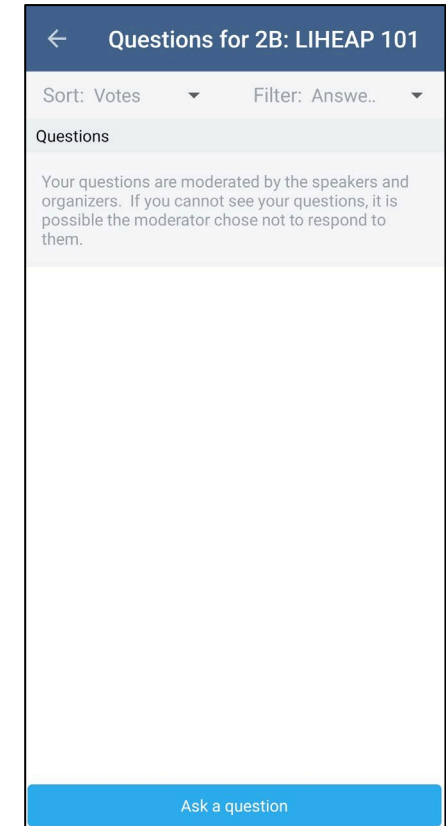 Questions for 2B: LIHEAP 101
Sort: Votes Filter: Answe..
Questions
Your questions are moderated by the speakers and
organizers. If you cannot see your questions, it is
possible the moderator chose not to respond to
them.
Ask a question